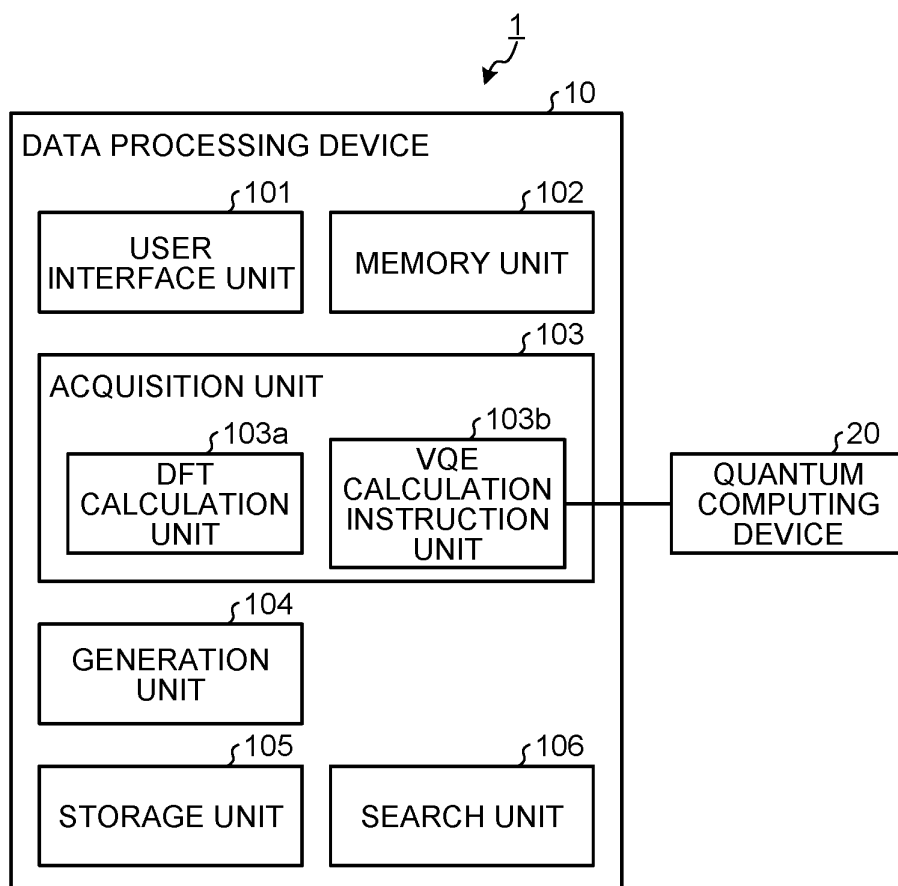 1
10
DATA PROCESSING DEVICE
101
USER
INTERFACE UNIT
102
MEMORY UNIT
103
ACQUISITION UNIT
103a
DFT
CALCULATION
UNIT
103b
VQE
CALCULATION
INSTRUCTION
UNIT
20
QUANTUM
COMPUTING
DEVICE
104
GENERATION
UNIT
105
STORAGE UNIT
106
SEARCH UNIT